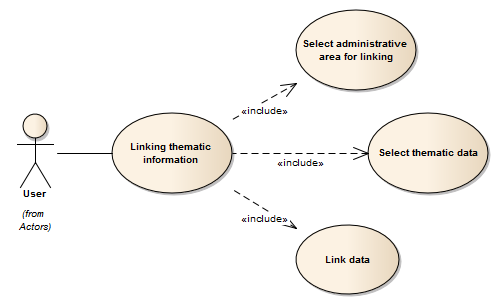 Select administrative
area for linking
«include»
Linking thematic
information
«include»
Select thematic data
User
(from
Actors)
«include»
Link data